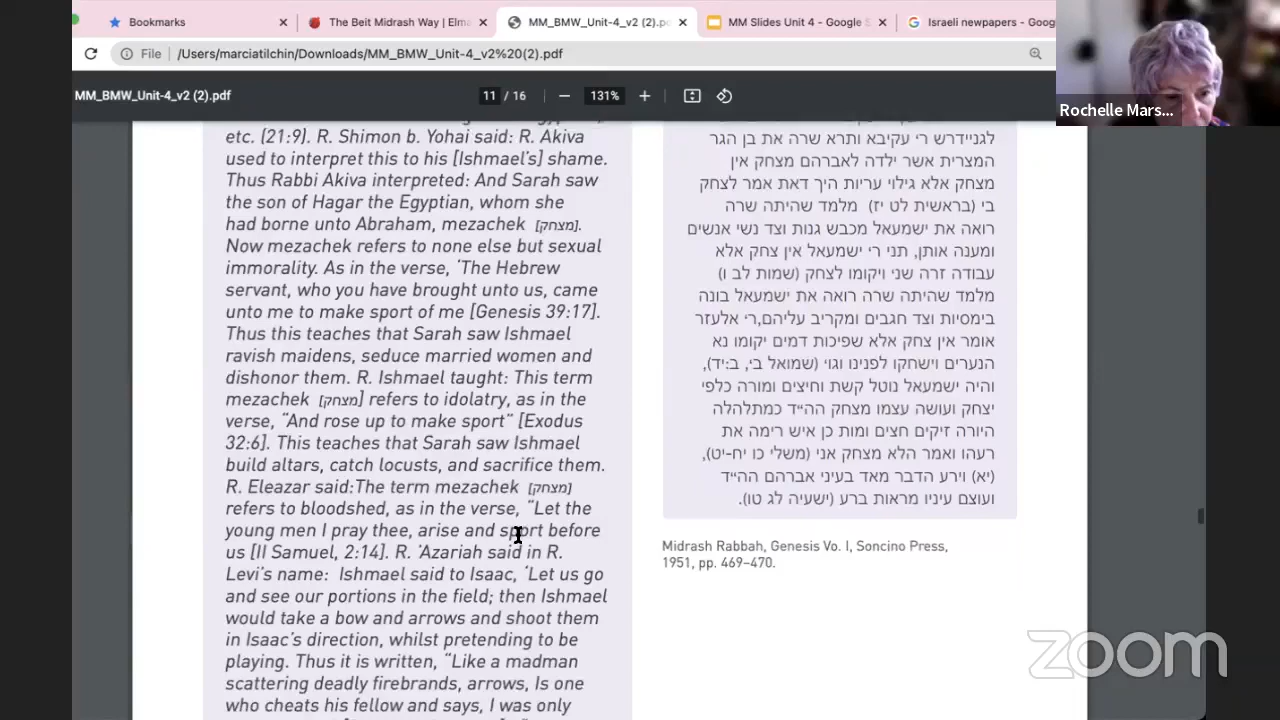 Bookmarks
The Beit Midrash Way | Elma
MM_BMW_Unit-4_v2 (2).pd
MM Slides Unit 4 - Google S
Israeli newpapers - Goog
File
/Users/marciatilchin/Downloads/MM_BMW_Unit-4_v2%20(2).pdf
MM_BMW_Unit-4_v2 (2).pdf
11 / 16
131%
Rochelle Mars...
etc. (21:9). R. Shimon b. Yohai said: R. Akiva
used to interpret this to his [Ishmael’s] shame.
Thus Rabbi Akiva interpreted: And Sarah saw
the son of Hagar the Egyptian, whom she
had borne unto Abraham, mezachek [מצחק].
Now mezachek refers to none else but sexual
immorality. As in the verse, ‘The Hebrew
servant, who you have brought unto us, came
unto me to make sport of me [Genesis 39:17].
Thus this teaches that Sarah saw Ishmael
ravish maidens, seduce married women and
dishonor them. R. Ishmael taught: This term
mezachek [מצחק] refers to idolatry, as in the
verse, “And rose up to make sport” [Exodus
32:6]. This teaches that Sarah saw Ishmael
build altars, catch locusts, and sacrifice them.
R. Eleazar said:The term mezachek [מצחק]
refers to bloodshed, as in the verse, “Let the
young men I pray thee, arise and sport before
us [II Samuel, 2:14]. R. ‘Azariah said in R.
Levi’s name: Ishmael said to Isaac, ‘Let us go
and see our portions in the field; then Ishmael
would take a bow and arrows and shoot them
in Isaac’s direction, whilst pretending to be
playing. Thus it is written, “Like a madman
scattering deadly firebrands, arrows, Is one
who cheats his fellow and says, I was only
לגניידרש רי עקיבא ותרא שרה את בן הגר
המצרית אשר ילדה לאברהם מצחק אין
מצחק אלא גילוי עריות היך דאת אמר לצחק
בי (בראשית לט יז) מלמד שהיתה שרה
רואה את ישמעאל מכבש גנות וצד נשי אנשים
ומענה אותן, תני רי ישמעאל אין צחק אלא
עבודה זרה שני ויקומו לצחק (שמות לב ו)
מלמד שהיתה שרה רואה את ישמעאל בונה
בימסיות וצד חגבים ומקריב עליהם,רי אלעזר
אומר אין צחק אלא שפיכות דמים יקומו נא
הנערים וישחקו לפנינו וגוי (שמואל בי, ב:יד),
והיה ישמעאל נוטל קשת וחיצים ומורה כלפי
יצחק ועושה עצמו מצחק הה״ד כמתלהלה
היורה זיקים חצים ומות כן איש רימה את
רעהו ואמר הלא מצחק אני (משלי כו יח-יט),
(יא) וירע הדבר מאד בעיני אברהם הה״ד
ועוצם עיניו מראות ברע (ישעיה לג טו).
Midrash Rabbah, Genesis Vo. I, Soncino Press,
1951, pp. 469–470.
zoom